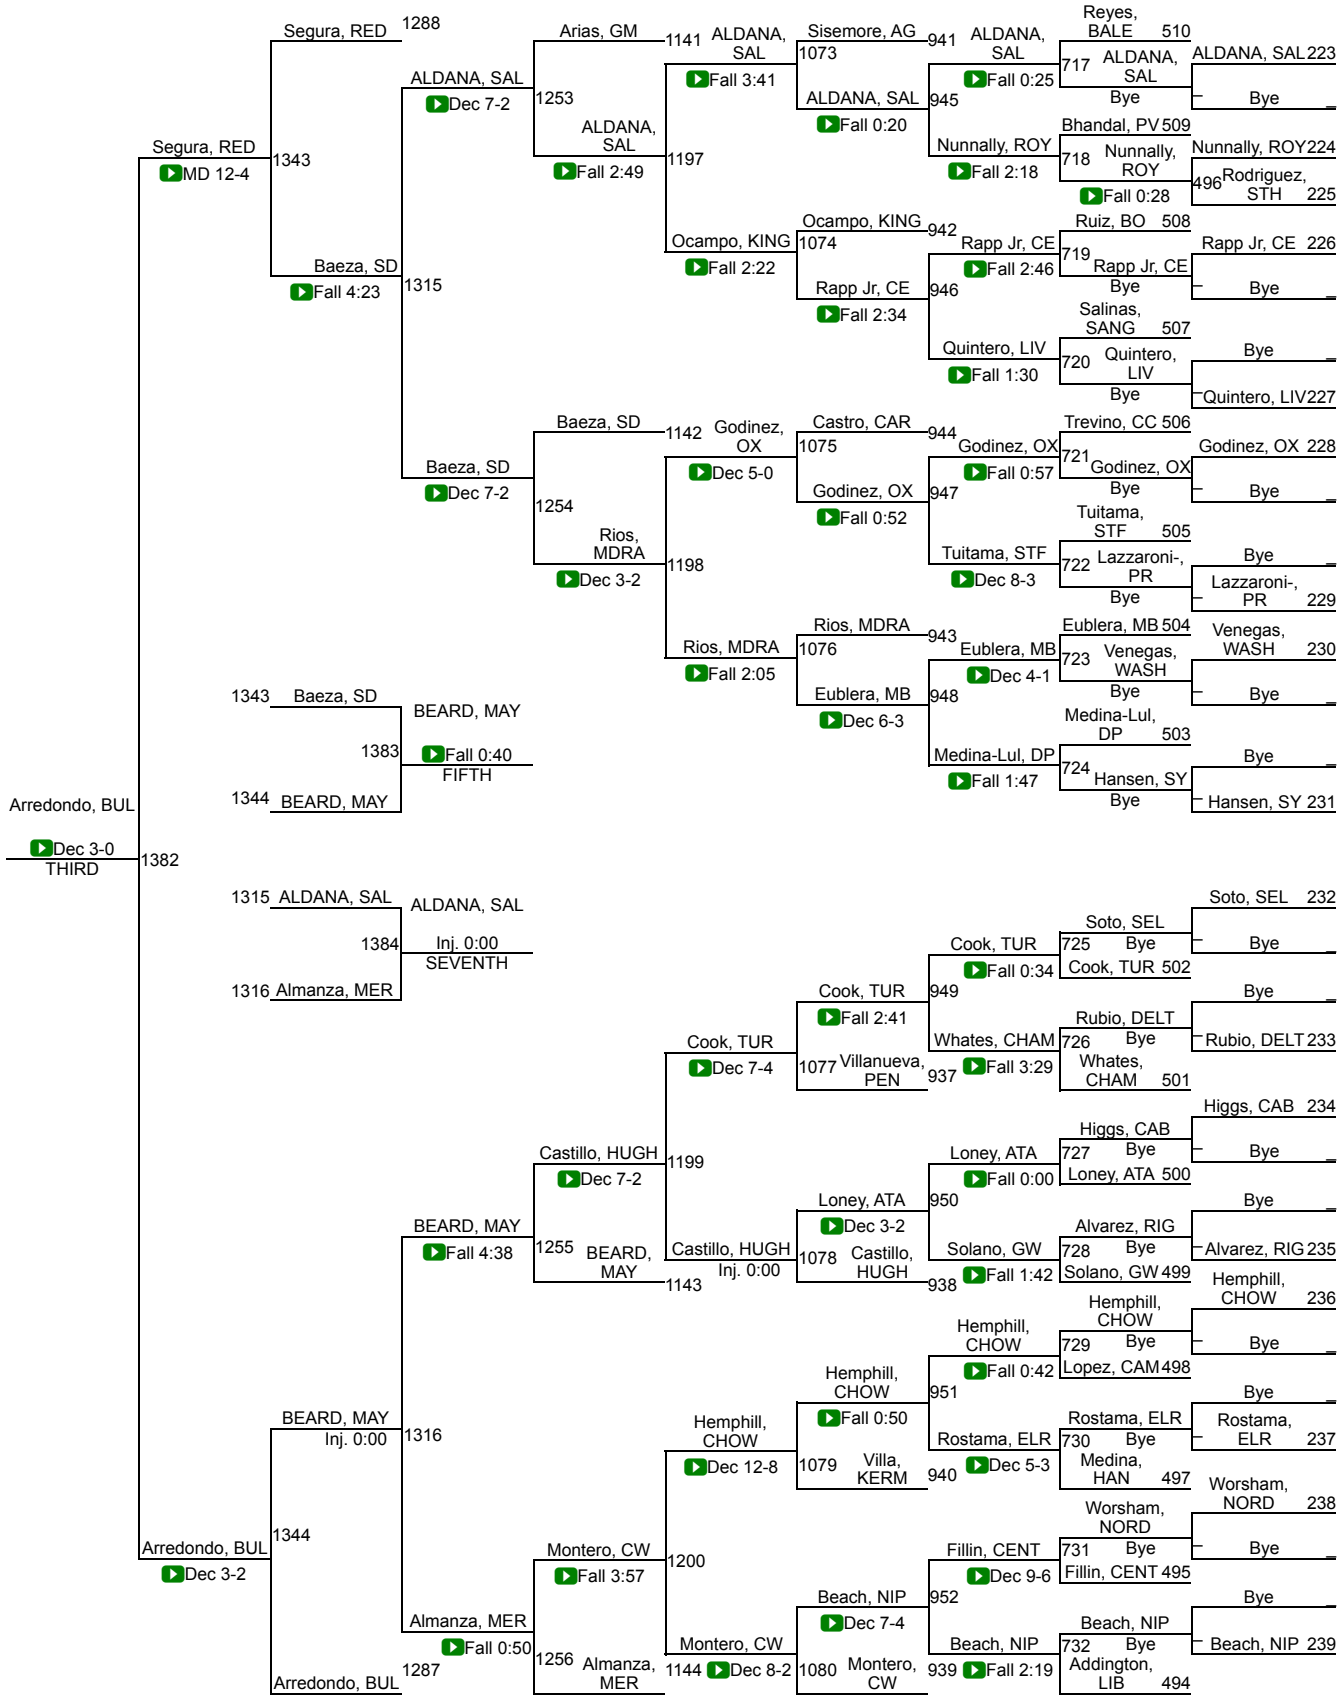 Segura, RED 1288
Arias, GM 1141
ALDANA, SAL
Sisemore, AG 941
ALDANA, SAL
Reyes, BALE 510
ALDANA, SAL 223
Fall 3:41
1073
Fall 0:25
717 ALDANA, SAL
ALDANA, SAL
Dec 7-2
1253
ALDANA, SAL
Fall 0:20
945
Bye
_ Bye _
ALDANA, SAL
Fall 2:49
1197
Nunnally, ROY
Fall 2:18
Bhandal, PV 509
718 Nunnally, ROY
Fall 0:28
Nunnally, ROY 224
496 Rodriguez, STH 225
Segura, RED
MD 12-4
1343
Ocampo, KING
Fall 2:22
Ocampo, KING 942
1074
Rapp Jr, CE
Fall 2:46
Ruiz, BO 508
719 Rapp Jr, CE
Bye
Rapp Jr, CE 226
_ Bye _
Baeza, SD
Fall 4:23
1315
Rapp Jr, CE
Fall 2:34
946
Quintero, LIV
Fall 1:30
Salinas, SANG 507
720 Quintero, LIV
Bye
Bye _
_ Quintero, LIV 227
Baeza, SD 1142
Godinez, OX
Dec 5-0
Castro, CAR 944
1075
Godinez, OX
Fall 0:57
Trevino, CC 506
721 Godinez, OX
Bye
Godinez, OX 228
_ Bye _
Baeza, SD
Dec 7-2
1254
Godinez, OX
Fall 0:52
947
Rios, MDRA
Dec 3-2
1198
Tuitama, STF
Dec 8-3
Tuitama, STF 505
722 Lazzaroni-, PR
Bye
Bye _
_ Lazzaroni-, PR 229
Rios, MDRA
Fall 2:05
Rios, MDRA 943
1076
Eublera, MB
Dec 4-1
Eublera, MB 504
723 Venegas, WASH
Bye
Venegas, WASH 230
_ Bye _
Eublera, MB
Dec 6-3
948
Medina-Lul, DP
Fall 1:47
Medina-Lul, DP 503
724 Hansen, SY
Bye
Bye _
_ Hansen, SY 231
1343 Baeza, SD
BEARD, MAY
1383
Fall 0:40
FIFTH
1344 BEARD, MAY
Arredondo, BUL
Dec 3-0
THIRD
1382
1315 ALDANA, SAL
ALDANA, SAL
1384
Inj. 0:00
SEVENTH
1316 Almanza, MER
Cook, TUR
Fall 0:34
Soto, SEL
725 Bye
Cook, TUR 502
Soto, SEL 232
_ Bye _
Cook, TUR
Fall 2:41
949
Cook, TUR
Dec 7-4
1077 Villanueva, PEN 937
Whates, CHAM
Fall 3:29
Rubio, DELT
726 Bye
Whates, CHAM 501
Bye _
_ Rubio, DELT 233
Castillo, HUGH
Dec 7-2
1199
Loney, ATA
Fall 0:00
Higgs, CAB
727 Bye
Loney, ATA 500
Higgs, CAB 234
_ Bye _
Loney, ATA
Dec 3-2
950
BEARD, MAY
Fall 4:38
1255 BEARD, MAY 1143
Castillo, HUGH
Inj. 0:00
1078 Castillo, HUGH 938
Solano, GW
Fall 1:42
Alvarez, RIG
728 Bye
Solano, GW 499
Bye _
_ Alvarez, RIG 235
Hemphill, CHOW
Fall 0:42
Hemphill, CHOW
729 Bye
Lopez, CAM 498
Hemphill, CHOW 236
_ Bye _
Hemphill, CHOW
Fall 0:50
951
BEARD, MAY
Inj. 0:00
1316
Hemphill, CHOW
Dec 12-8
1079 Villa, KERM 940
Rostama, ELR
Dec 5-3
Rostama, ELR
730 Bye
Medina, HAN 497
Bye _
_ Rostama, ELR 237
Arredondo, BUL
Dec 3-2
1344
Montero, CW
Fall 3:57
1200
Fillin, CENT
Dec 9-6
Worsham, NORD
731 Bye
Fillin, CENT 495
Worsham, NORD 238
_ Bye _
Beach, NIP
Dec 7-4
952
Almanza, MER
Fall 0:50
1256 Almanza, MER 1144
Montero, CW
Dec 8-2
1080 Montero, CW 939
Beach, NIP
Fall 2:19
Beach, NIP
732 Bye
Addington, LIB 494
Bye _
_ Beach, NIP 239
Arredondo, BUL 1287